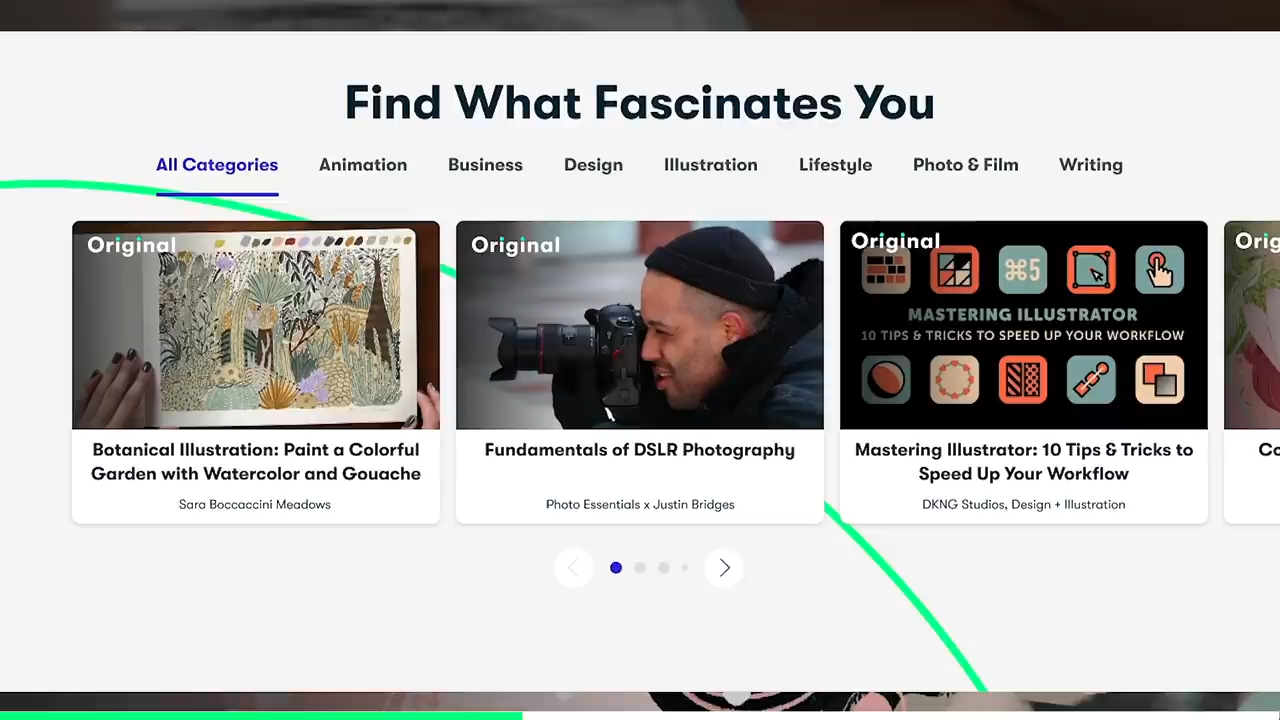 Find What Fascinates You
All Categories
Animation
Business
Design
Illustration
Lifestyle
Photo & Film
Writing
Original
Botanical Illustration: Paint a Colorful
Garden with Watercolor and Gouache
Sara Boccaccini Meadows
Original
Fundamentals of DSLR Photography
Photo Essentials x Justin Bridges
Original
⌘5
MASTERING ILLUSTRATOR
10 TIPS & TRICKS TO SPEED UP YOUR WORKFLOW
Mastering Illustrator: 10 Tips & Tricks to
Speed Up Your Workflow
DKNG Studios, Design + Illustration
Orig
Co